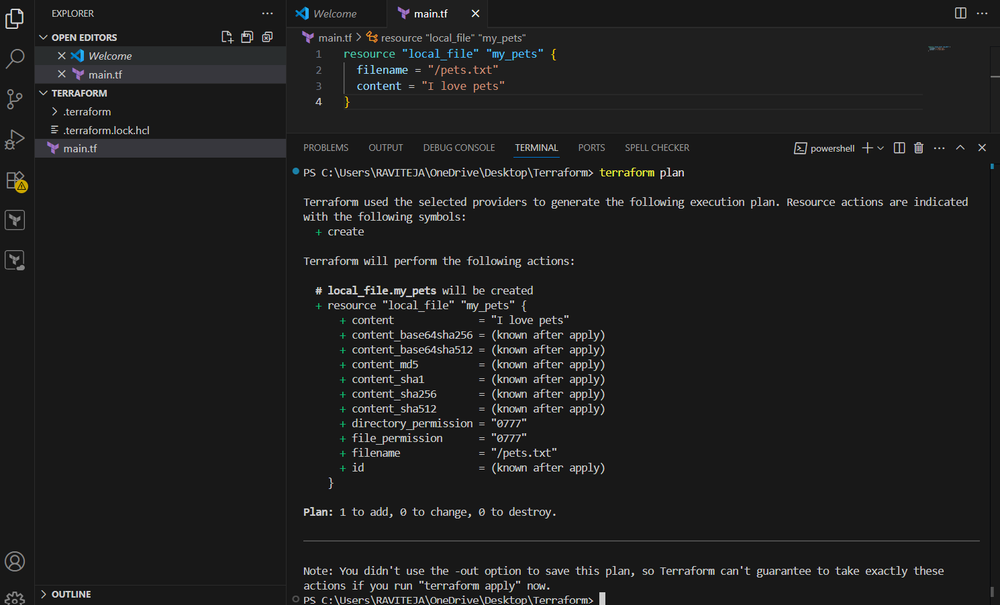 EXPLORER
OPEN EDITORS
Welcome
main.tf
TERRAFORM
.terraform
.terraform.lock.hcl
main.tf
OUTLINE
Welcome
main.tf
main.tf > resource "local_file" "my_pets"
1 resource "local_file" "my_pets" {
2 filename = "/pets.txt"
3 content = "I love pets"
4 }
PROBLEMS OUTPUT DEBUG CONSOLE TERMINAL PORTS SPELL CHECKER
powershell
PS C:\Users\RAVITEJA\OneDrive\Desktop\Terraform> terraform plan
Terraform used the selected providers to generate the following execution plan. Resource actions are indicated
with the following symbols:
+ create
Terraform will perform the following actions:
# local_file.my_pets will be created
+ resource "local_file" "my_pets" {
+ content = "I love pets"
+ content_base64sha256 = (known after apply)
+ content_base64sha512 = (known after apply)
+ content_md5 = (known after apply)
+ content_sha1 = (known after apply)
+ content_sha256 = (known after apply)
+ content_sha512 = (known after apply)
+ directory_permission = "0777"
+ file_permission = "0777"
+ filename = "/pets.txt"
+ id = (known after apply)
}
Plan: 1 to add, 0 to change, 0 to destroy.
Note: You didn't use the -out option to save this plan, so Terraform can't guarantee to take exactly these
actions if you run "terraform apply" now.
PS C:\Users\RAVITEJA\OneDrive\Desktop\Terraform>